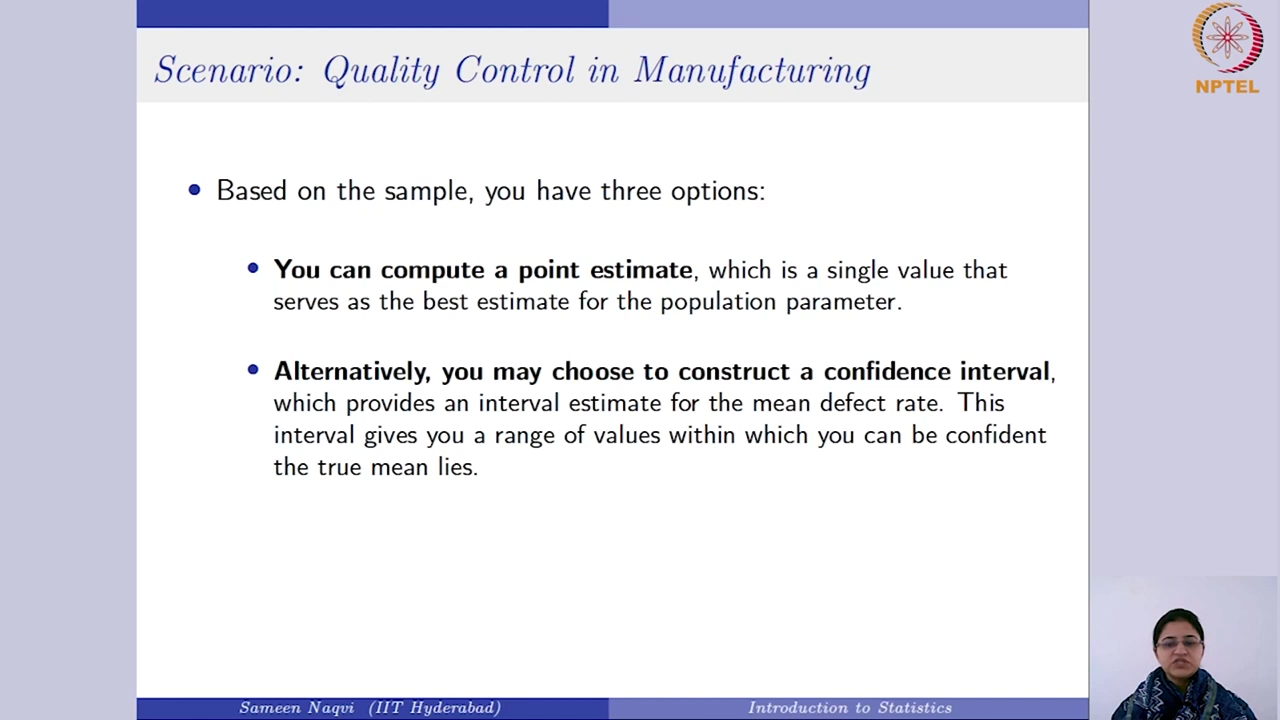 Scenario: Quality Control in Manufacturing
NPTEL
Based on the sample, you have three options:
You can compute a point estimate, which is a single value that
serves as the best estimate for the population parameter.
Alternatively, you may choose to construct a confidence interval,
which provides an interval estimate for the mean defect rate. This
interval gives you a range of values within which you can be confident
the true mean lies.
Sameen Naqvi (IIT Hyderabad)
Introduction to Statistics